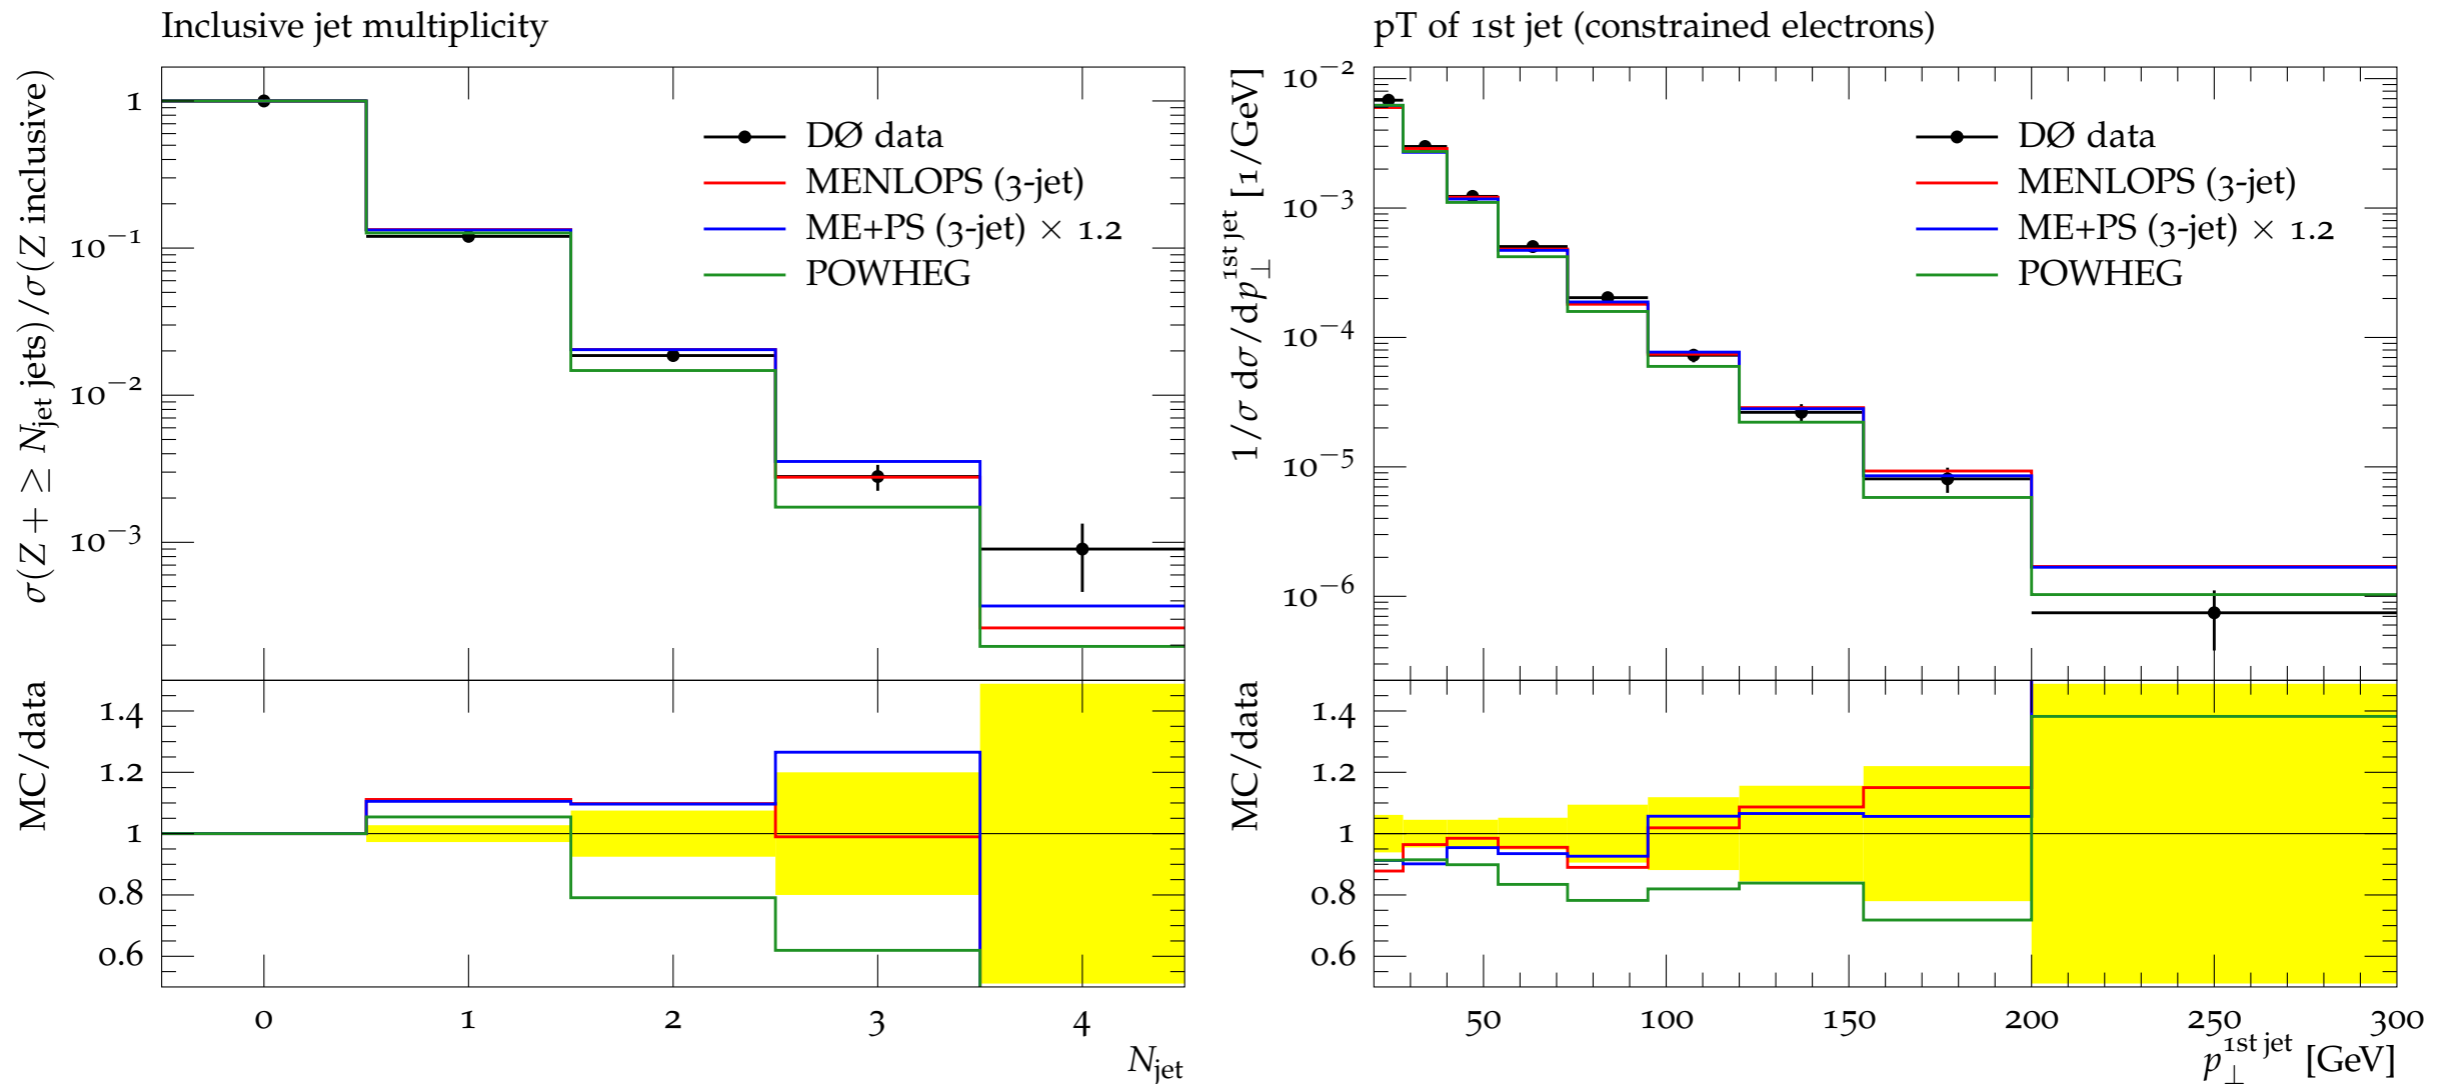 Inclusive jet multiplicity
σ(Z + ≥ N_jet jets)/σ(Z inclusive)
1
10⁻¹
10⁻²
10⁻³
DØ data
MENLOPS (3-jet)
ME+PS (3-jet) × 1.2
POWHEG
MC/data
1.4
1.2
1
0.8
0.6
0 1 2 3 4
N_jet
pT of 1st jet (constrained electrons)
1/σ dσ/dp_⊥^{1st jet} [1/GeV]
10⁻²
10⁻³
10⁻⁴
10⁻⁵
10⁻⁶
DØ data
MENLOPS (3-jet)
ME+PS (3-jet) × 1.2
POWHEG
MC/data
1.4
1.2
1
0.8
0.6
50 100 150 200 250 300
p_⊥^{1st jet} [GeV]